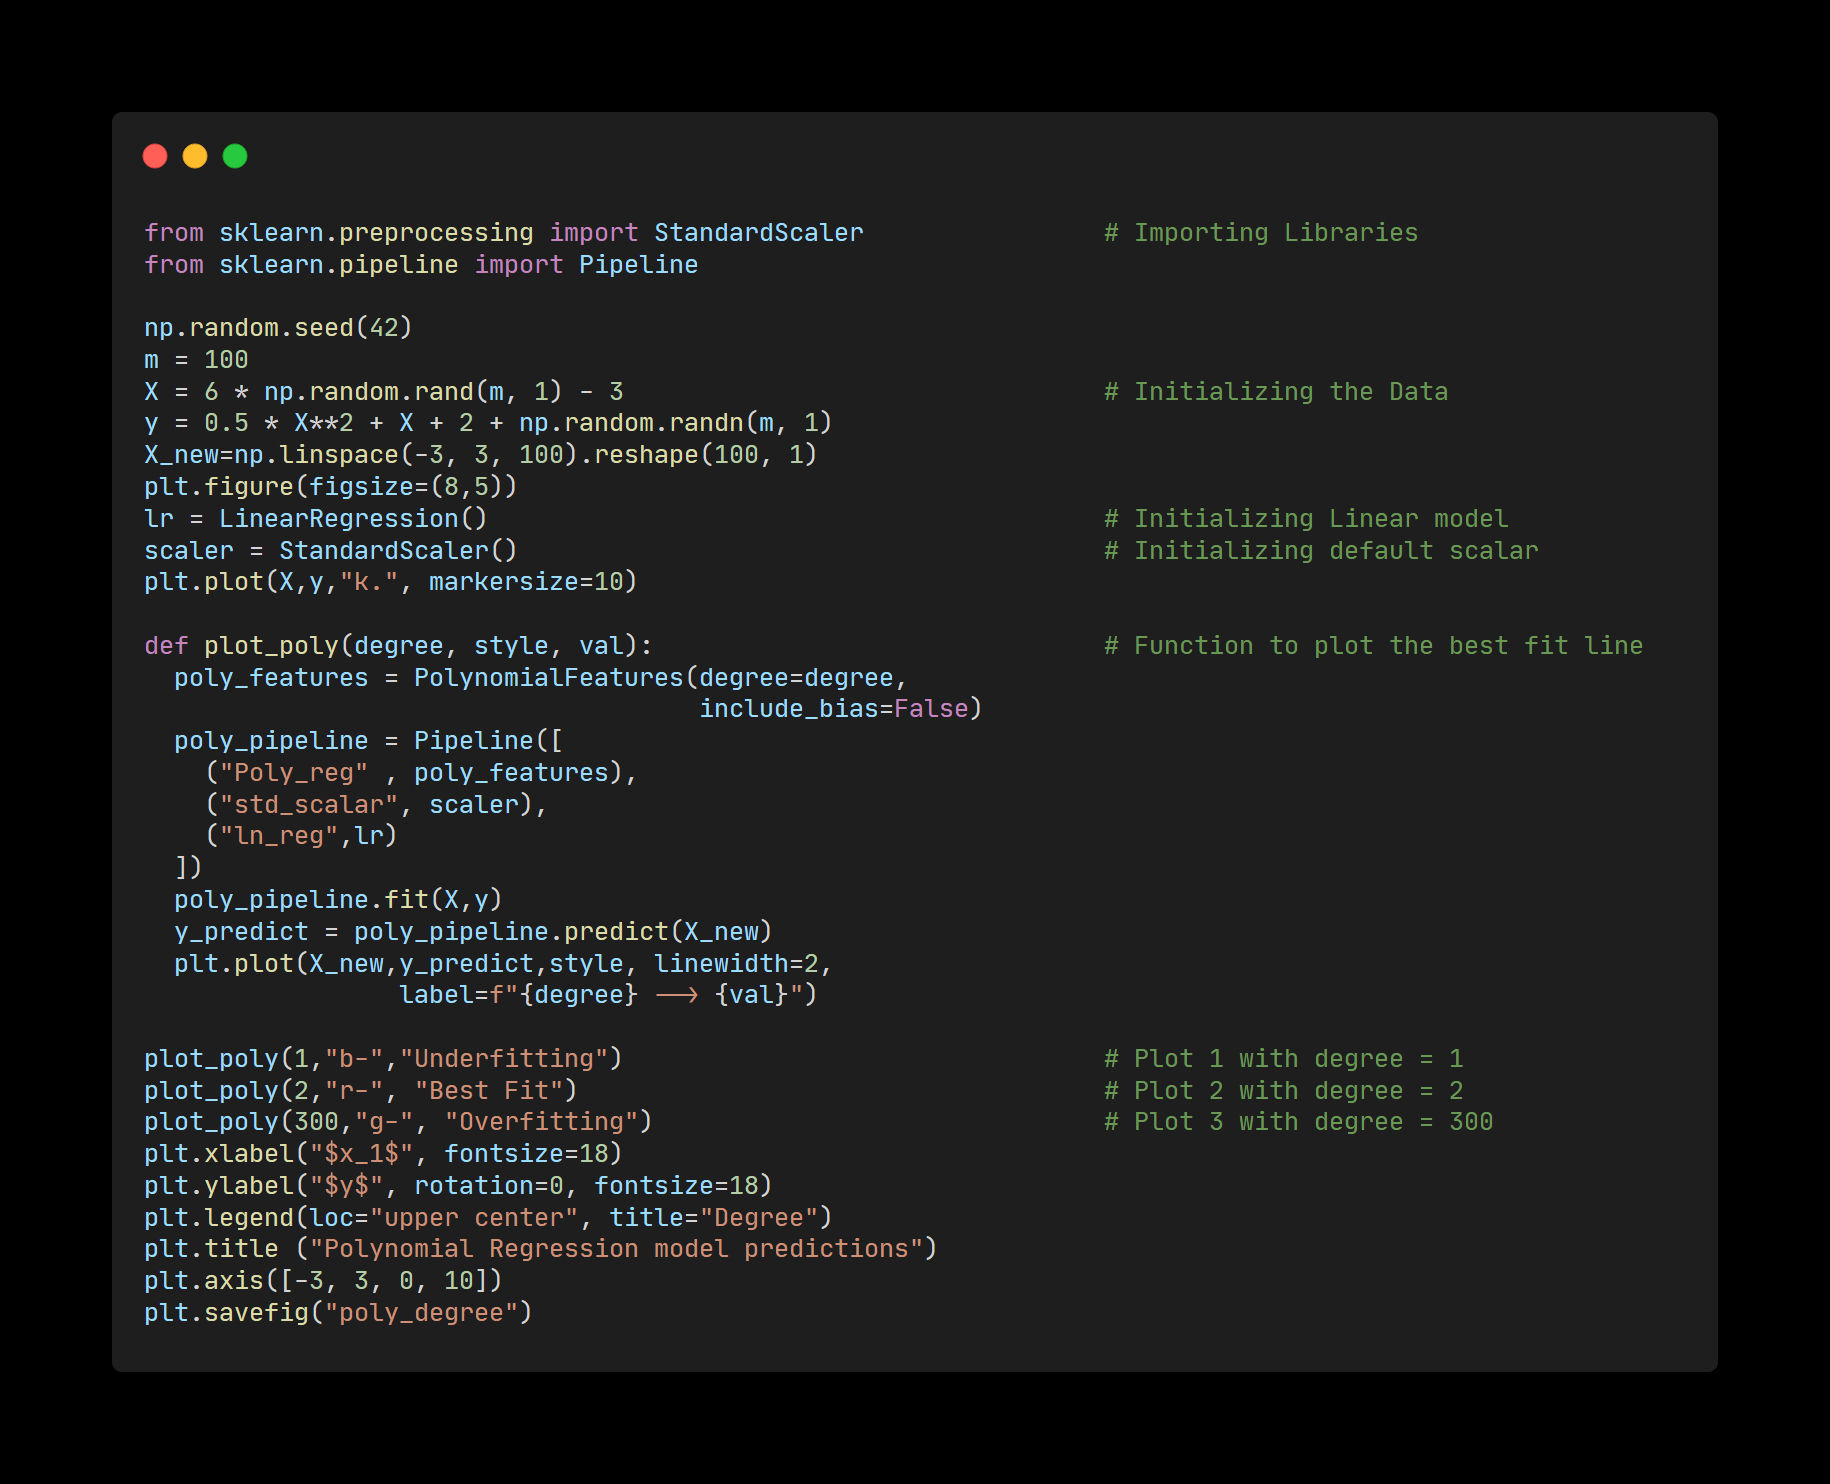 from sklearn.preprocessing import StandardScaler                # Importing Libraries
from sklearn.pipeline import Pipeline

np.random.seed(42)
m = 100
X = 6 * np.random.rand(m, 1) - 3                                # Initializing the Data
y = 0.5 * X**2 + X + 2 + np.random.randn(m, 1)
X_new=np.linspace(-3, 3, 100).reshape(100, 1)
plt.figure(figsize=(8,5))
lr = LinearRegression()                                         # Initializing Linear model
scaler = StandardScaler()                                       # Initializing default scalar
plt.plot(X,y,"k.", markersize=10)

def plot_poly(degree, style, val):                              # Function to plot the best fit line
  poly_features = PolynomialFeatures(degree=degree,
                                     include_bias=False)
  poly_pipeline = Pipeline([
    ("Poly_reg" , poly_features),
    ("std_scalar", scaler),
    ("ln_reg",lr)
  ])
  poly_pipeline.fit(X,y)
  y_predict = poly_pipeline.predict(X_new)
  plt.plot(X_new,y_predict,style, linewidth=2,
                 label=f"{degree} --> {val}")

plot_poly(1,"b-","Underfitting")                                # Plot 1 with degree = 1
plot_poly(2,"r-", "Best Fit")                                   # Plot 2 with degree = 2
plot_poly(300,"g-", "Overfitting")                              # Plot 3 with degree = 300
plt.xlabel("$x_1$", fontsize=18)
plt.ylabel("$y$", rotation=0, fontsize=18)
plt.legend(loc="upper center", title="Degree")
plt.title ("Polynomial Regression model predictions")
plt.axis([-3, 3, 0, 10])
plt.savefig("poly_degree")